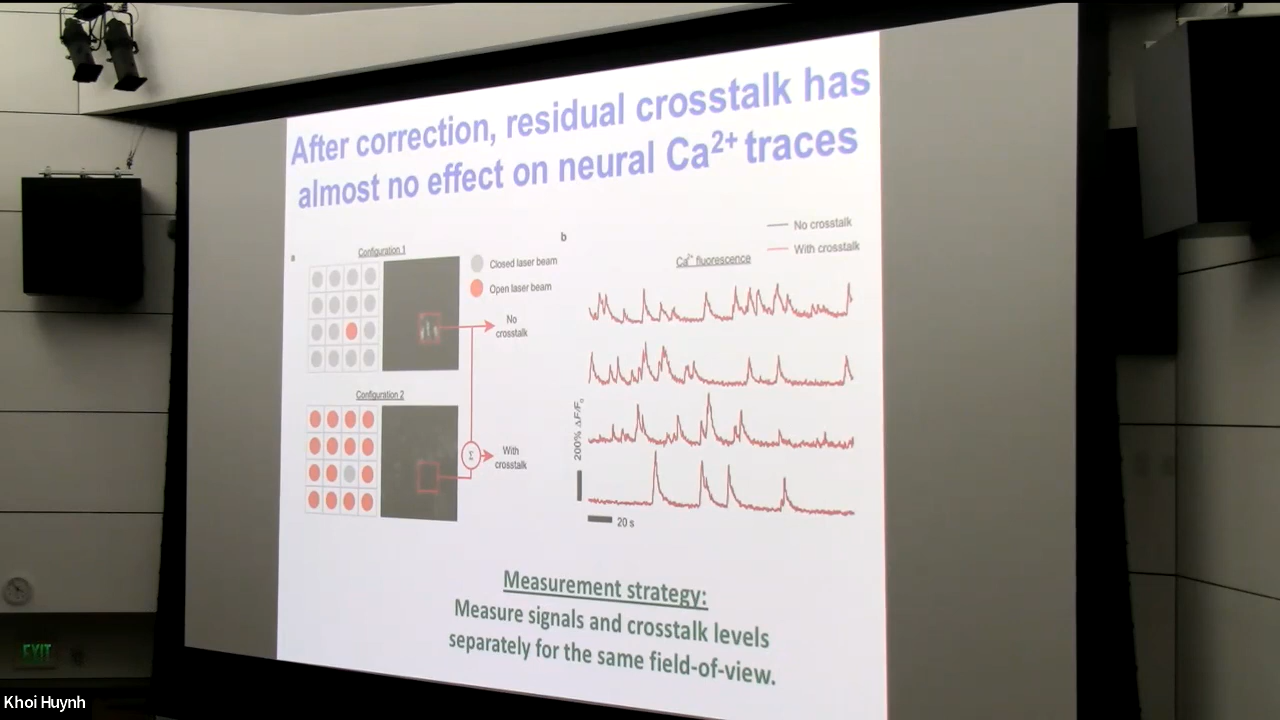 After correction, residual crosstalk has
almost no effect on neural Ca²⁺ traces
a
Configuration 1
Closed laser beam
Open laser beam
No
crosstalk
Configuration 2
Σ
With
crosstalk
b
No crosstalk
With crosstalk
Ca²⁺ fluorescence
200% ΔF/F₀
20 s
Measurement strategy:
Measure signals and crosstalk levels
separately for the same field-of-view.
EXIT
Khoi Huynh